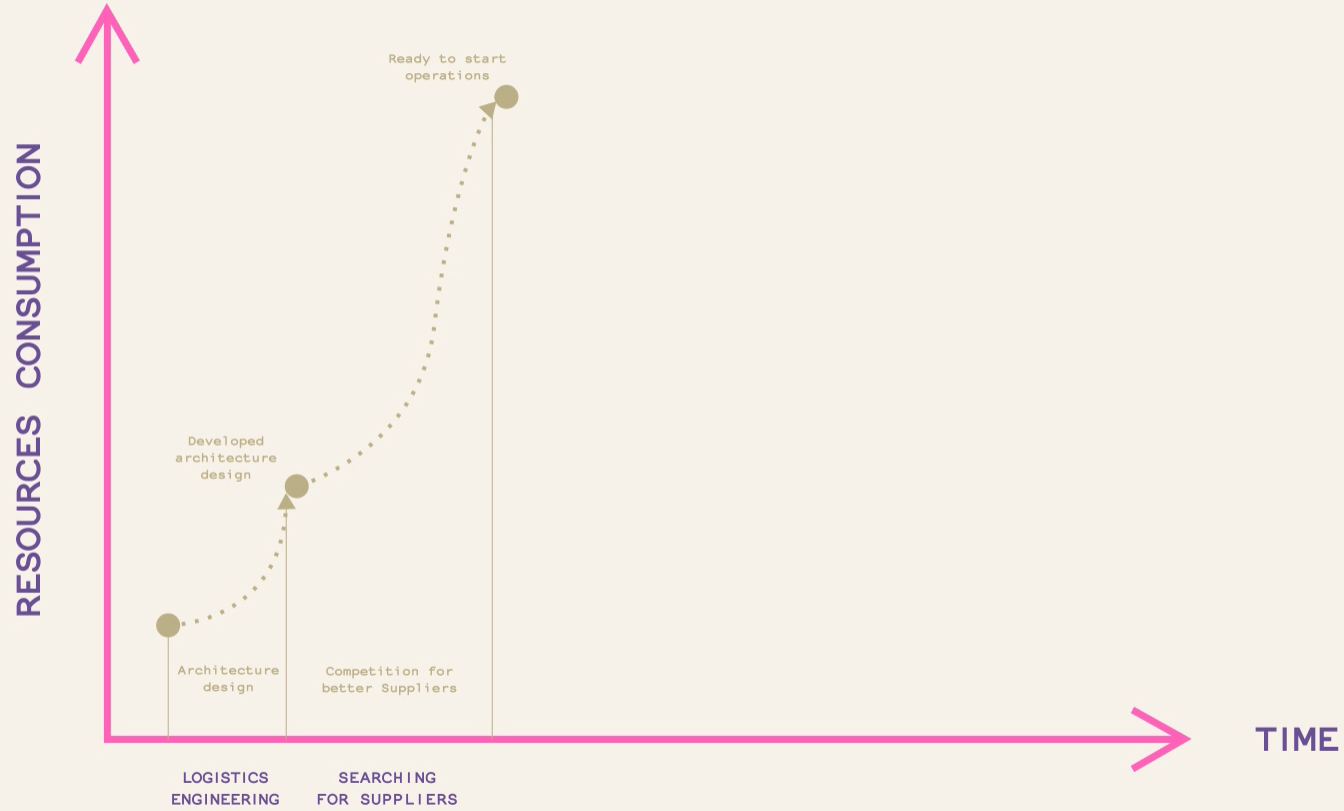 Ready to start
operations
RESOURCES CONSUMPTION
Developed
architecture
design
Architecture
design
Competition for
better Suppliers
TIME
LOGISTICS
ENGINEERING
SEARCHING
FOR SUPPLIERS